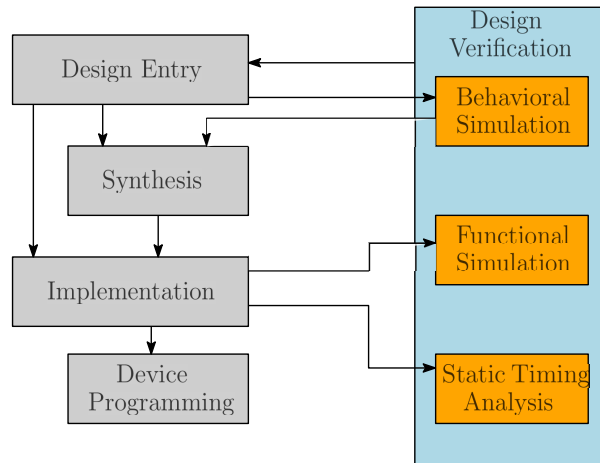 Design
Verification
Design Entry
Behavioral
Simulation
Synthesis
Functional
Simulation
Implementation
Static Timing
Analysis
Device
Programming